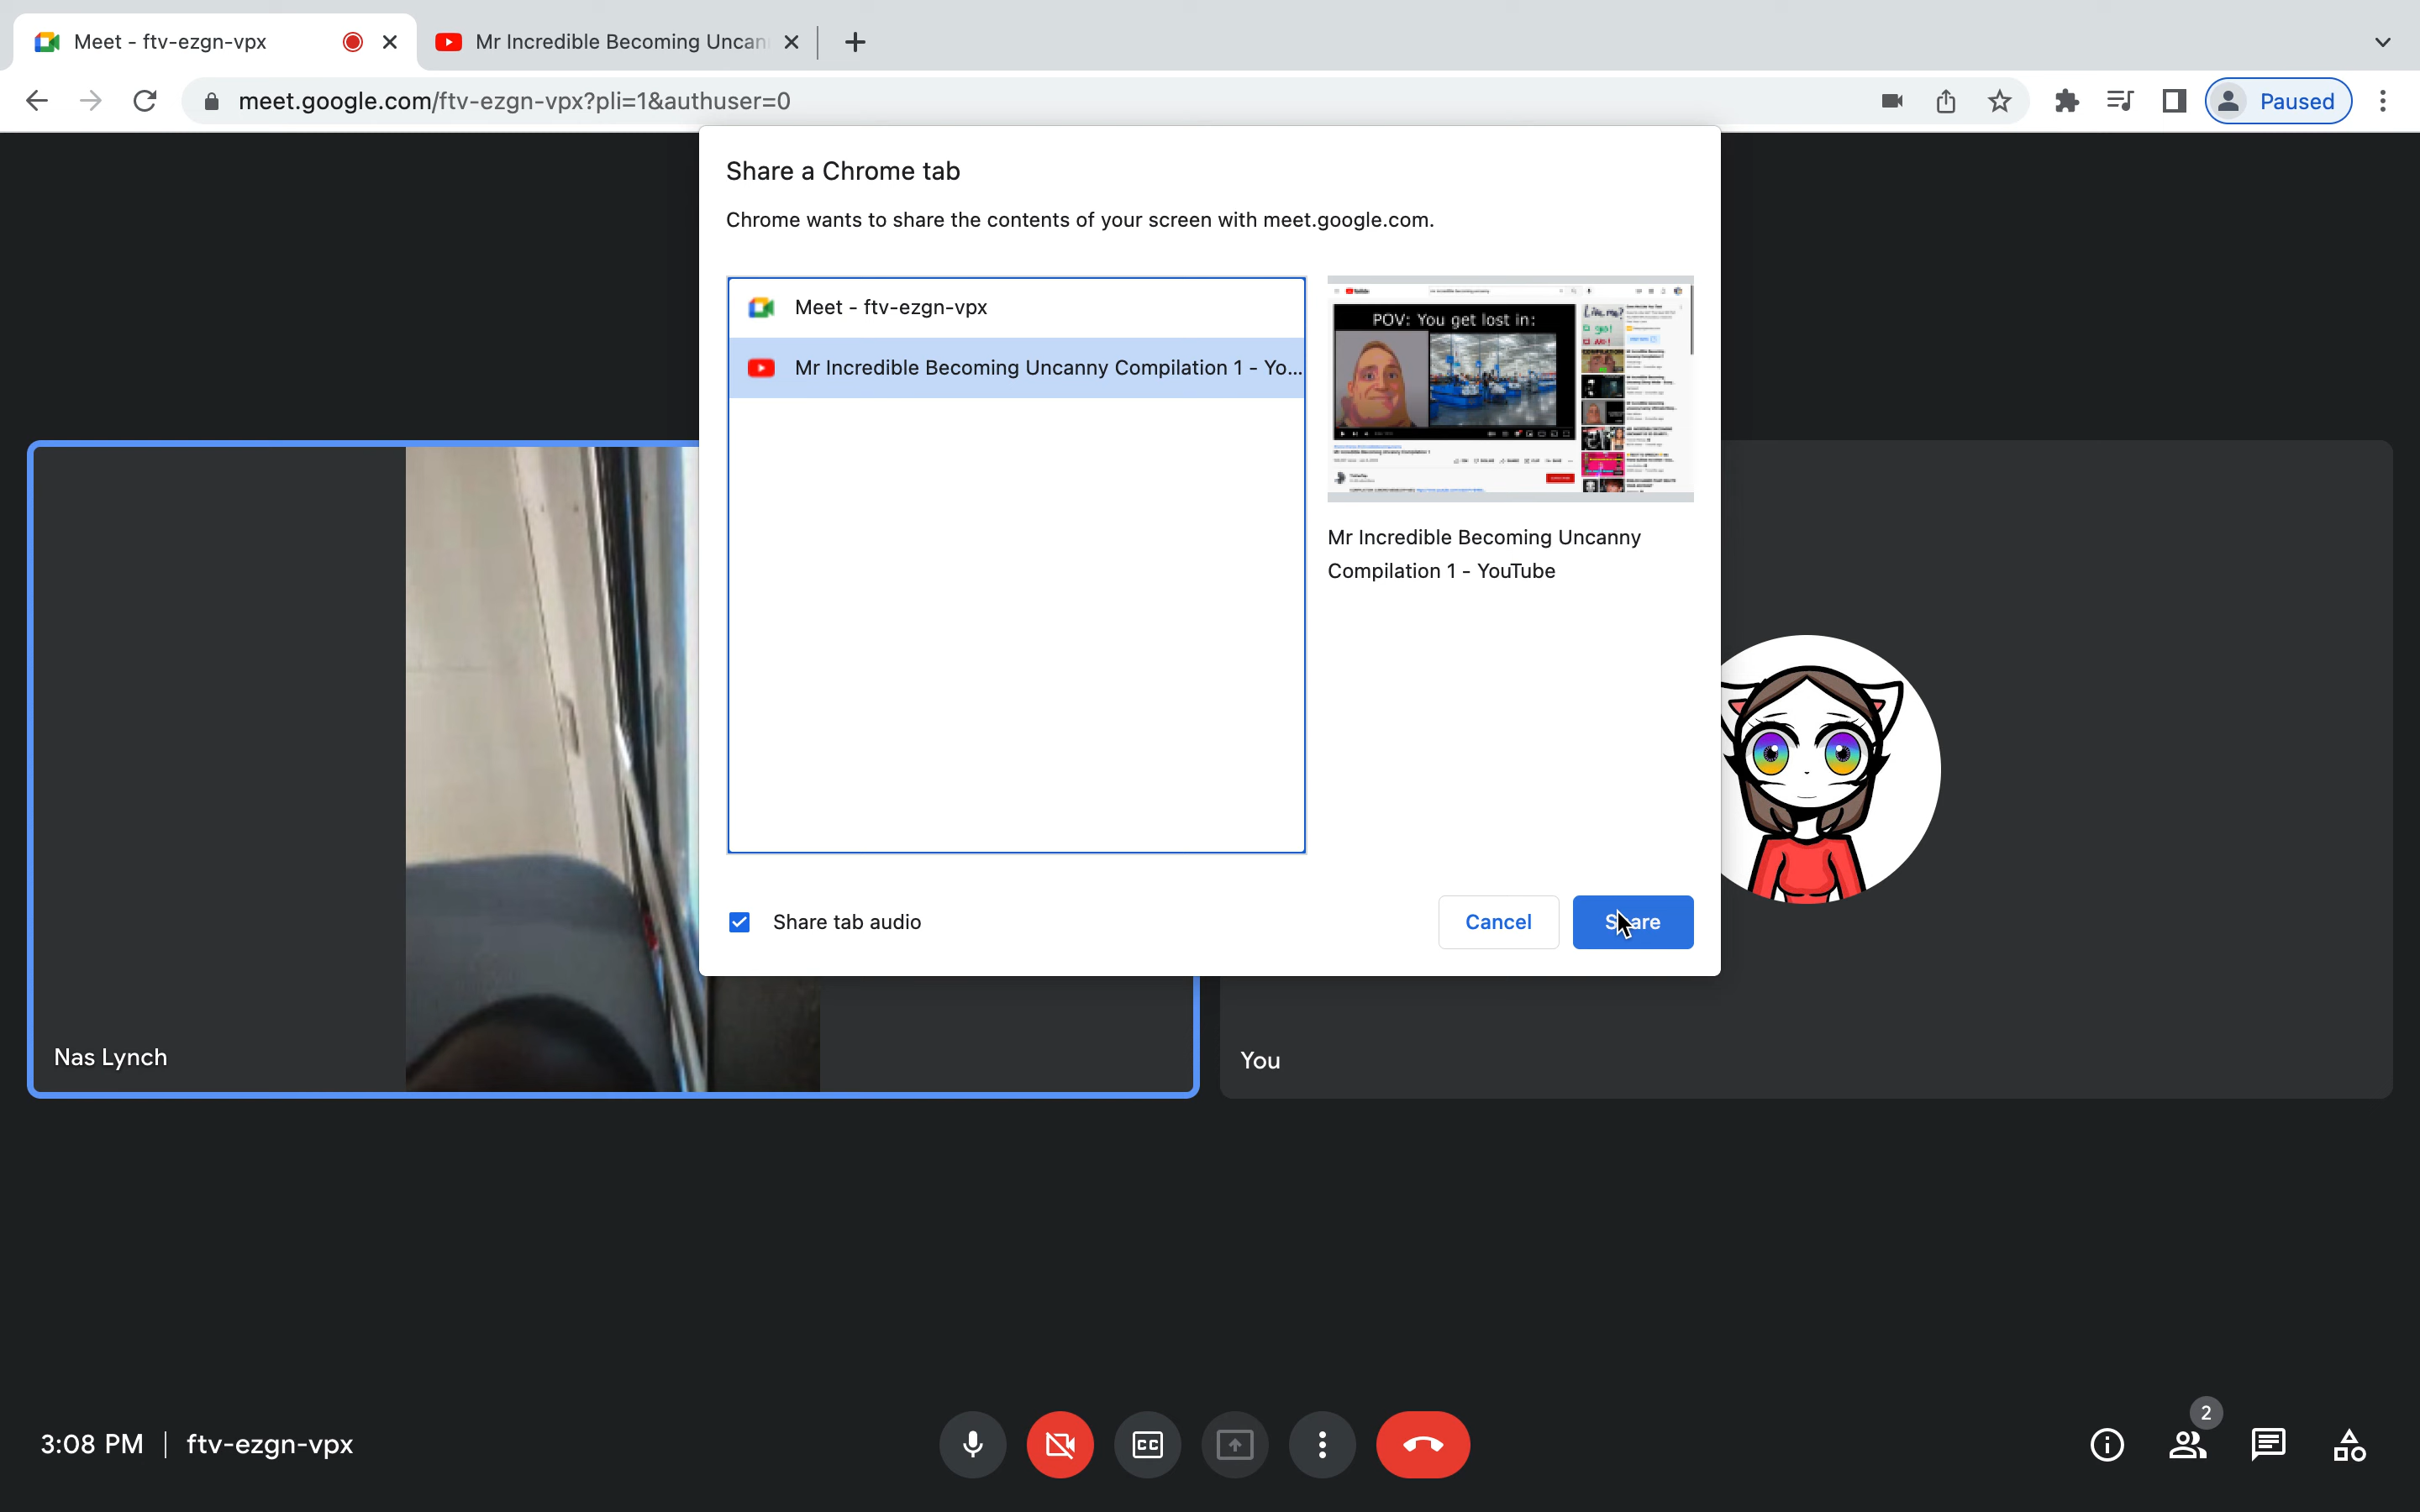 Meet - ftv-ezgn-vpx
Mr Incredible Becoming Uncan
meet.google.com/ftv-ezgn-vpx?pli=1&authuser=0
Paused
Share a Chrome tab
Chrome wants to share the contents of your screen with meet.google.com.
Meet - ftv-ezgn-vpx
Mr Incredible Becoming Uncanny Compilation 1 - Yo...
POV: You get lost in:
Mr Incredible Becoming Uncanny
Compilation 1 - YouTube
Share tab audio
Cancel
Nas Lynch
You
3:08 PM | ftv-ezgn-vpx
CC
2